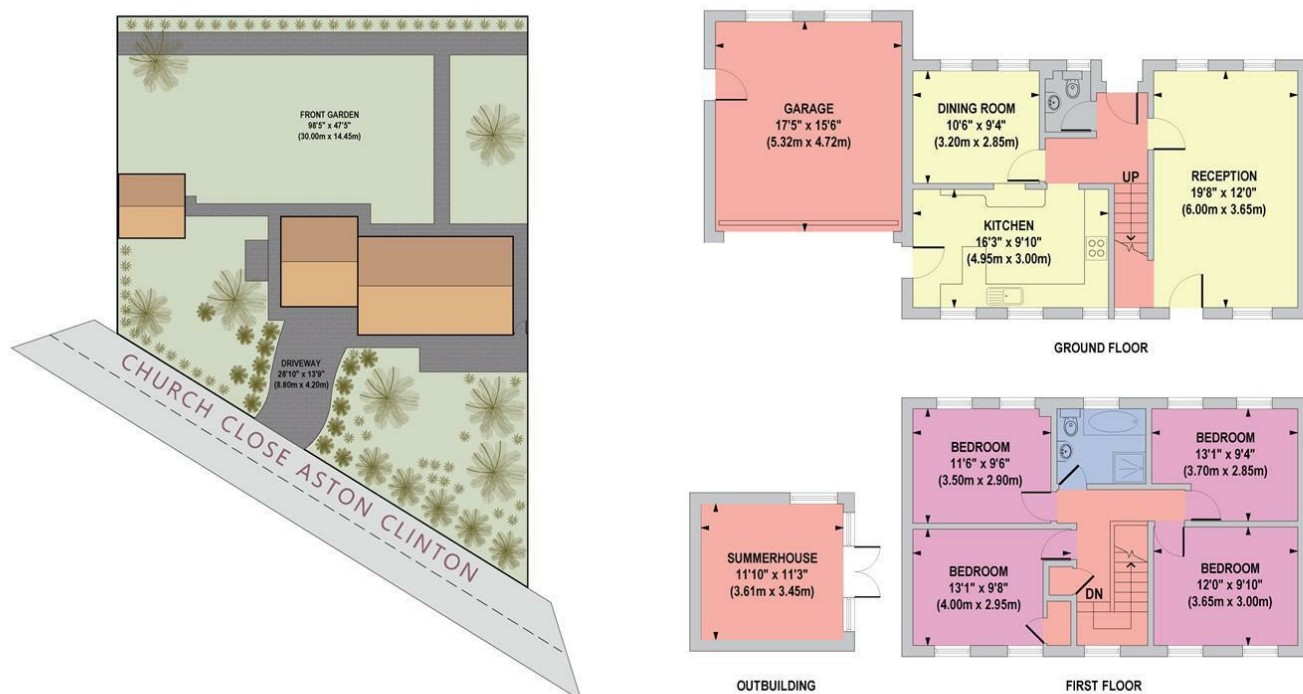 FRONT GARDEN
98'5" x 47'5"
(30.00m x 14.45m)
DRIVEWAY
28'10" x 13'9"
(8.80m x 4.20m)
CHURCH CLOSE ASTON CLINTON
GARAGE
17'5" x 15'6"
(5.32m x 4.72m)
DINING ROOM
10'6" x 9'4"
(3.20m x 2.85m)
UP
RECEPTION
19'8" x 12'0"
(6.00m x 3.65m)
KITCHEN
16'3" x 9'10"
(4.95m x 3.00m)
GROUND FLOOR
BEDROOM
11'6" x 9'6"
(3.50m x 2.90m)
BEDROOM
13'1" x 9'4"
(3.70m x 2.85m)
SUMMERHOUSE
11'10" x 11'3"
(3.61m x 3.45m)
BEDROOM
13'1" x 9'8"
(4.00m x 2.95m)
DN
BEDROOM
12'0" x 9'10"
(3.65m x 3.00m)
OUTBUILDING
FIRST FLOOR